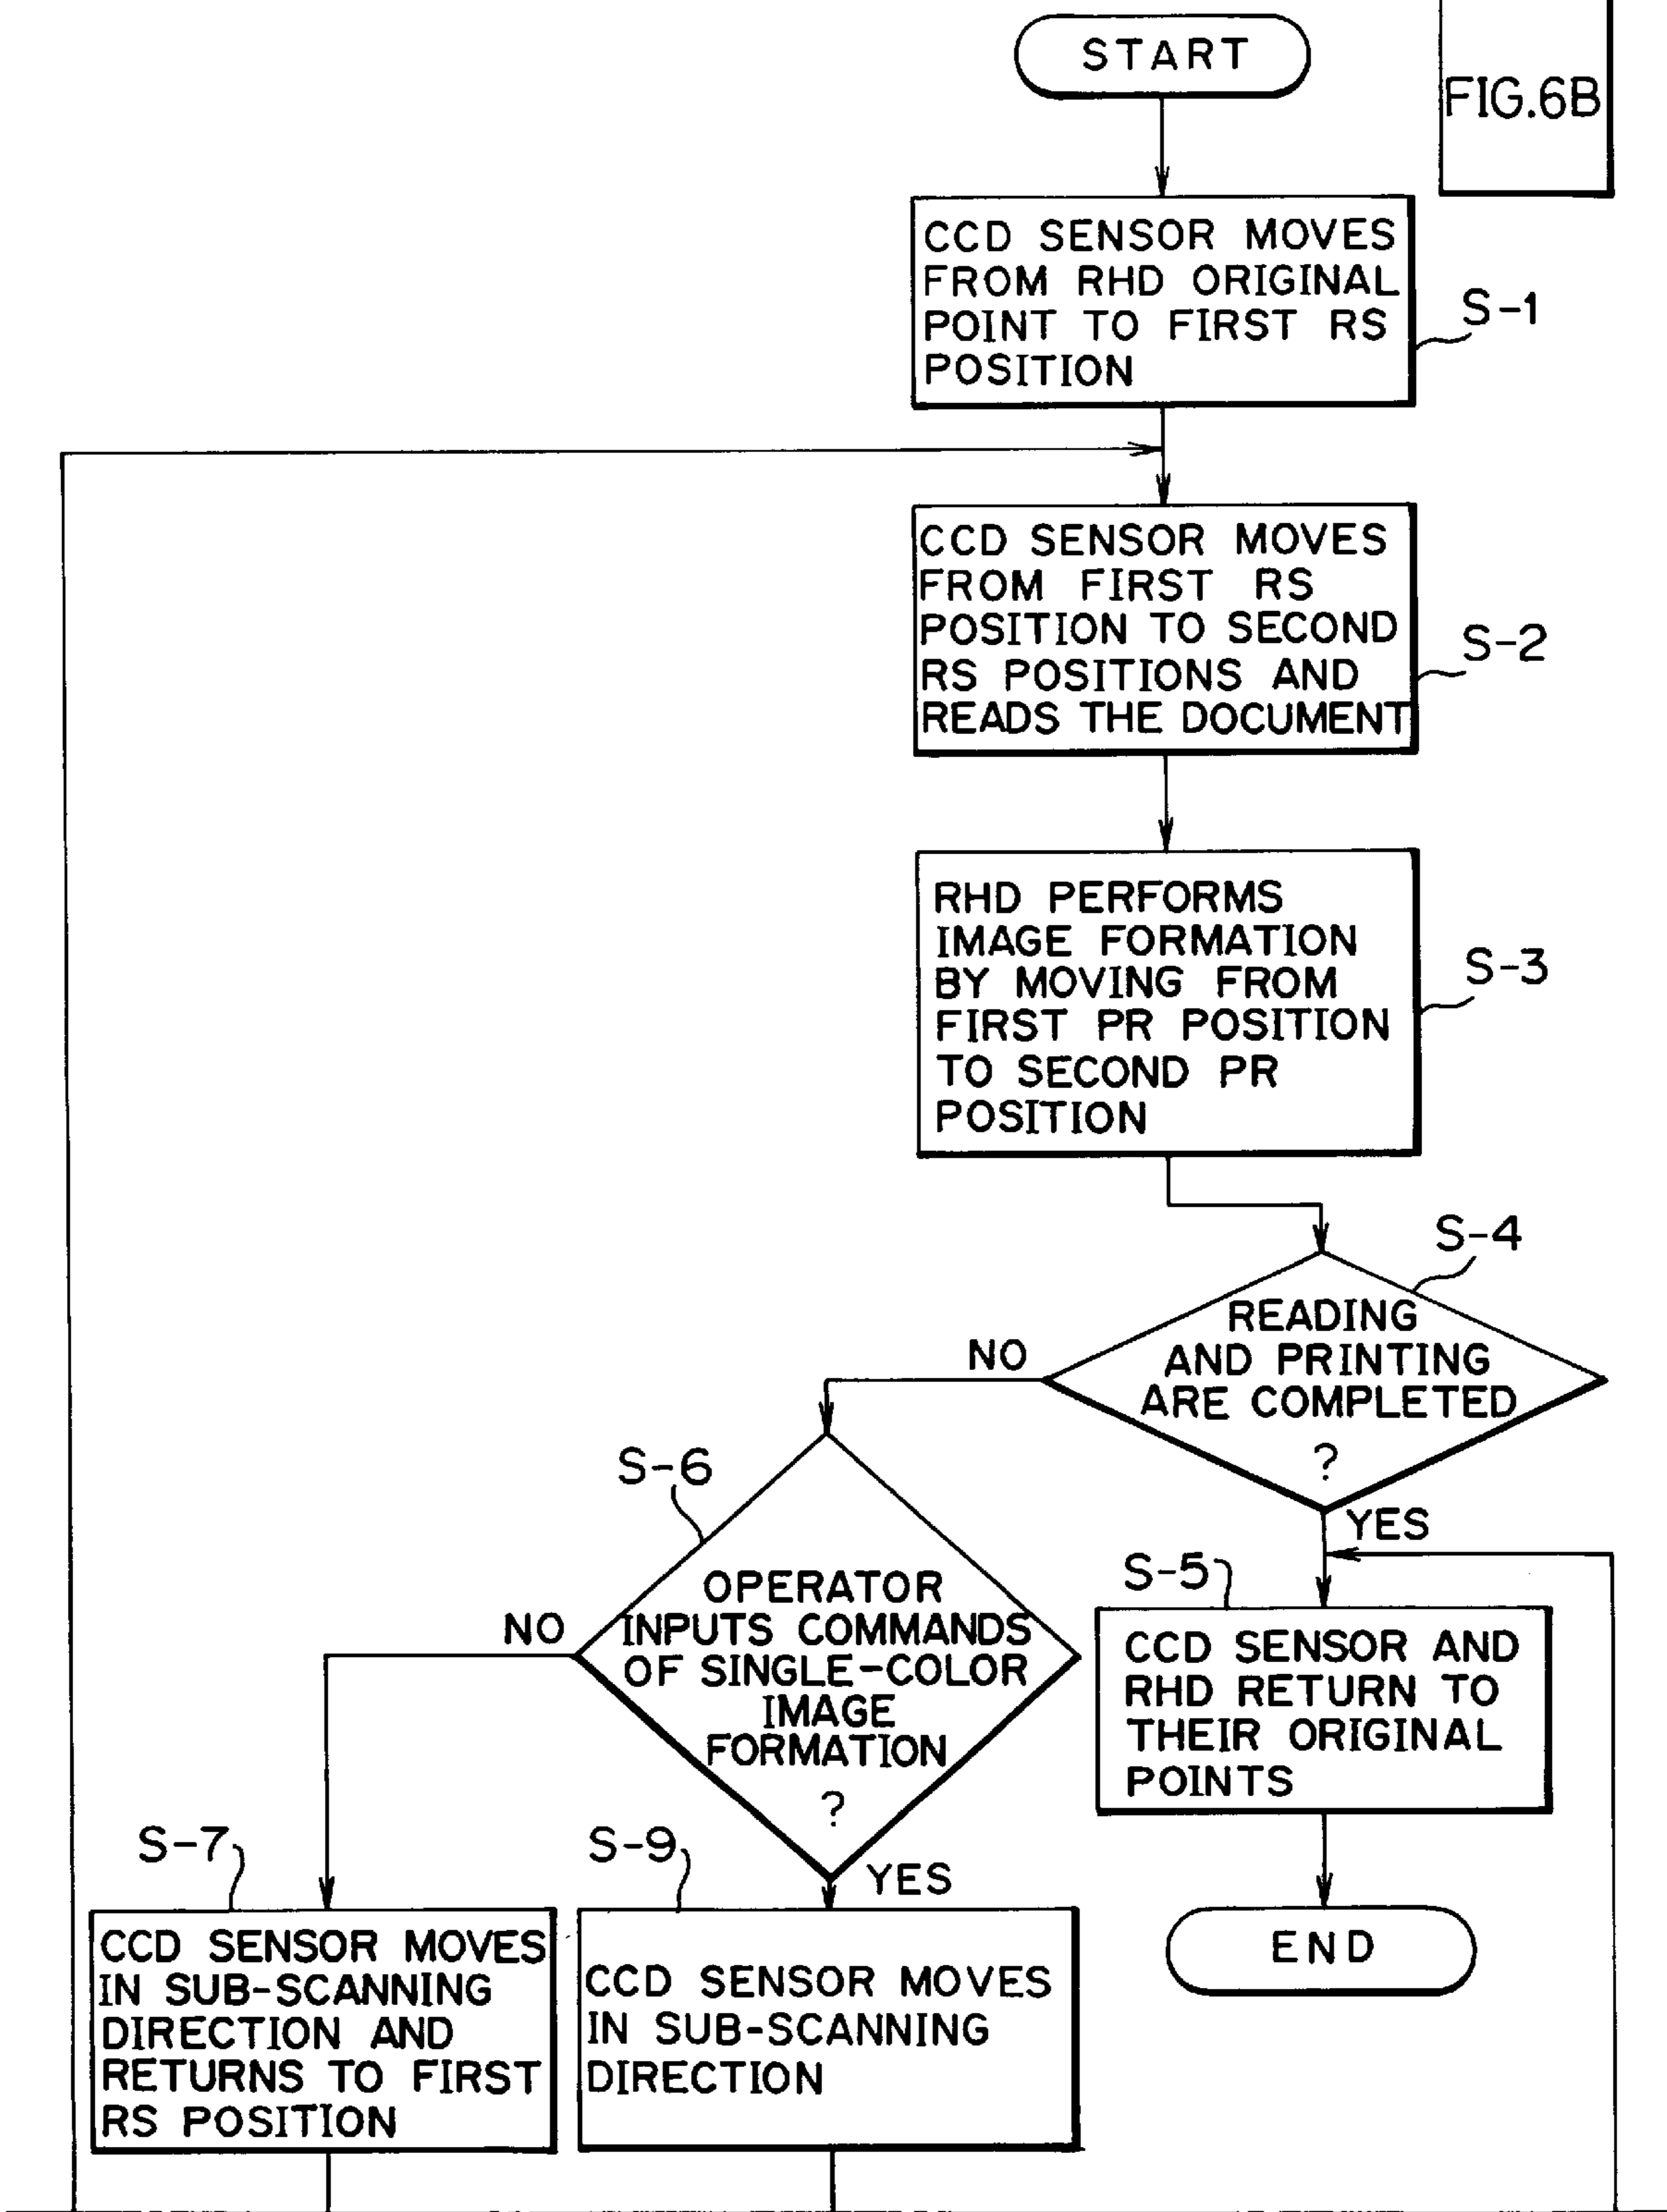 START
FIG.6B
CCD SENSOR MOVES
FROM RHD ORIGINAL
POINT TO FIRST RS
POSITION
S-1
CCD SENSOR MOVES
FROM FIRST RS
POSITION TO SECOND
RS POSITIONS AND
READS THE DOCUMENT
S-2
RHD PERFORMS
IMAGE FORMATION
BY MOVING FROM
FIRST PR POSITION
TO SECOND PR
POSITION
S-3
S-4
READING
AND PRINTING
ARE COMPLETED
?
NO
YES
S-6
OPERATOR
INPUTS COMMANDS
OF SINGLE-COLOR
IMAGE
FORMATION
?
NO
YES
S-5
CCD SENSOR AND
RHD RETURN TO
THEIR ORIGINAL
POINTS
S-7
CCD SENSOR MOVES
IN SUB-SCANNING
DIRECTION AND
RETURNS TO FIRST
RS POSITION
S-9
CCD SENSOR MOVES
IN SUB-SCANNING
DIRECTION
END